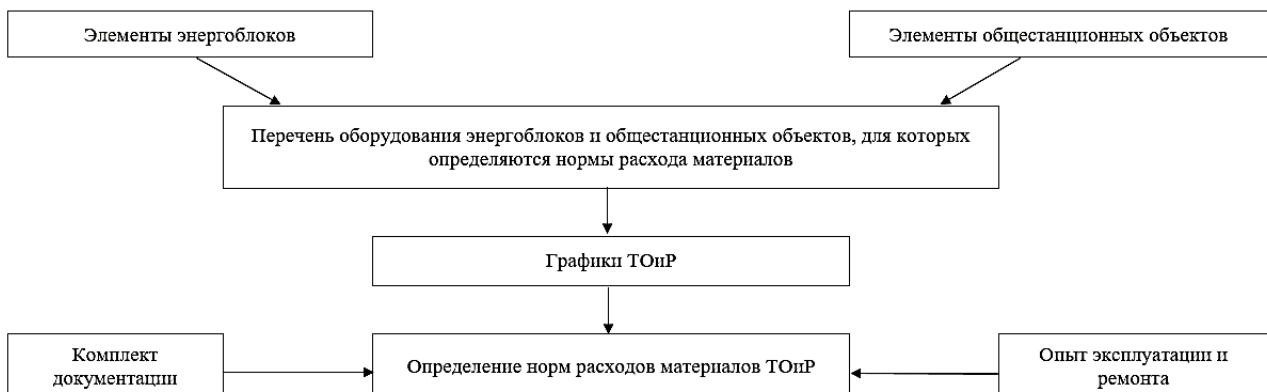 Элементы энергоблоков
Элементы общестанционных объектов
Перечень оборудования энергоблоков и общестанционных объектов, для которых
определяются нормы расхода материалов
Графики ТОиР
Комплект
документации
Определение норм расходов материалов ТОиР
Опыт эксплуатации и
ремонта